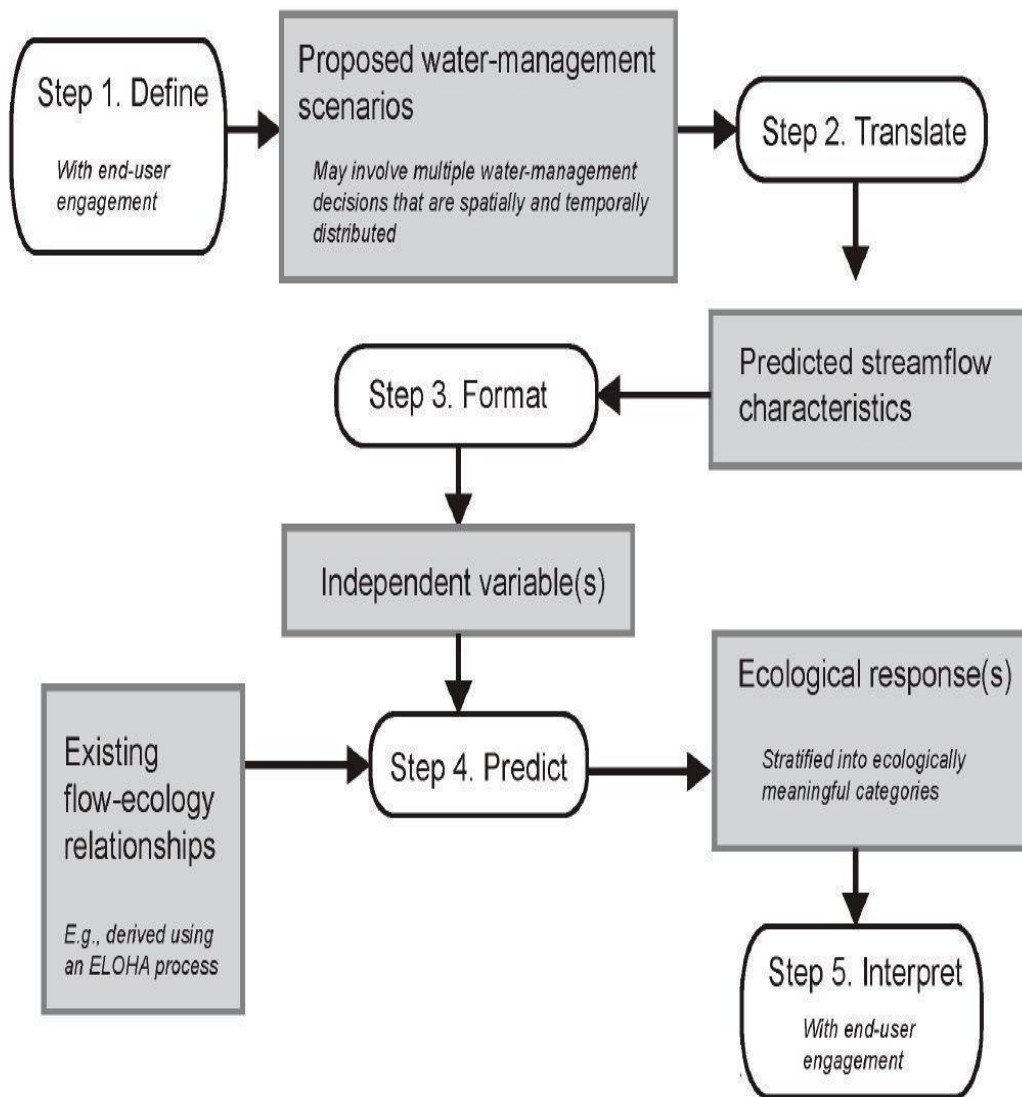 Step 1. Define
With end-user
engagement
Proposed water-management
scenarios
May involve multiple water-management
decisions that are spatially and temporally
distributed
Step 2. Translate
Predicted streamflow
characteristics
Step 3. Format
Independent variable(s)
Existing
flow-ecology
relationships
E.g., derived using
an ELOHA process
Step 4. Predict
Ecological response(s)
Stratified into ecologically
meaningful categories
Step 5. Interpret
With end-user
engagement